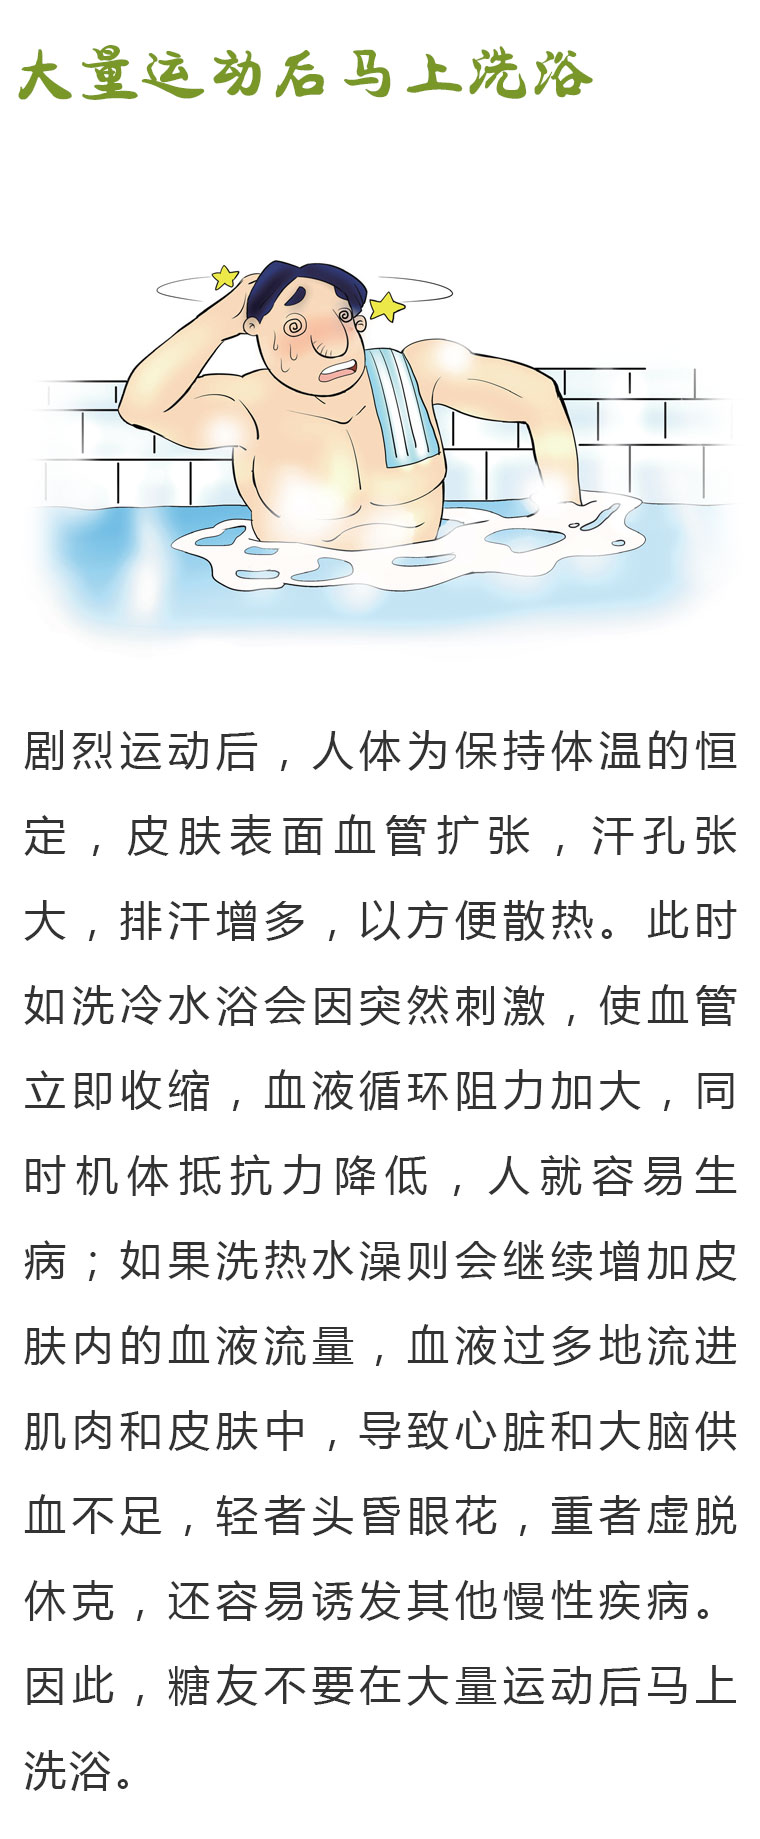 大量运动后马上洗浴
剧烈运动后，人体为保持体温的恒
定，皮肤表面血管扩张，汗孔张
大，排汗增多，以方便散热。此时
如洗冷水浴会因突然刺激，使血管
立即收缩，血液循环阻力加大，同
时机体抵抗力降低，人就容易生
病；如果洗热水澡则会继续增加皮
肤内的血液流量，血液过多地流进
肌肉和皮肤中，导致心脏和大脑供
血不足，轻者头昏眼花，重者虚脱
休克，还容易诱发其他慢性疾病。
因此，糖友不要在大量运动后马上
洗浴。